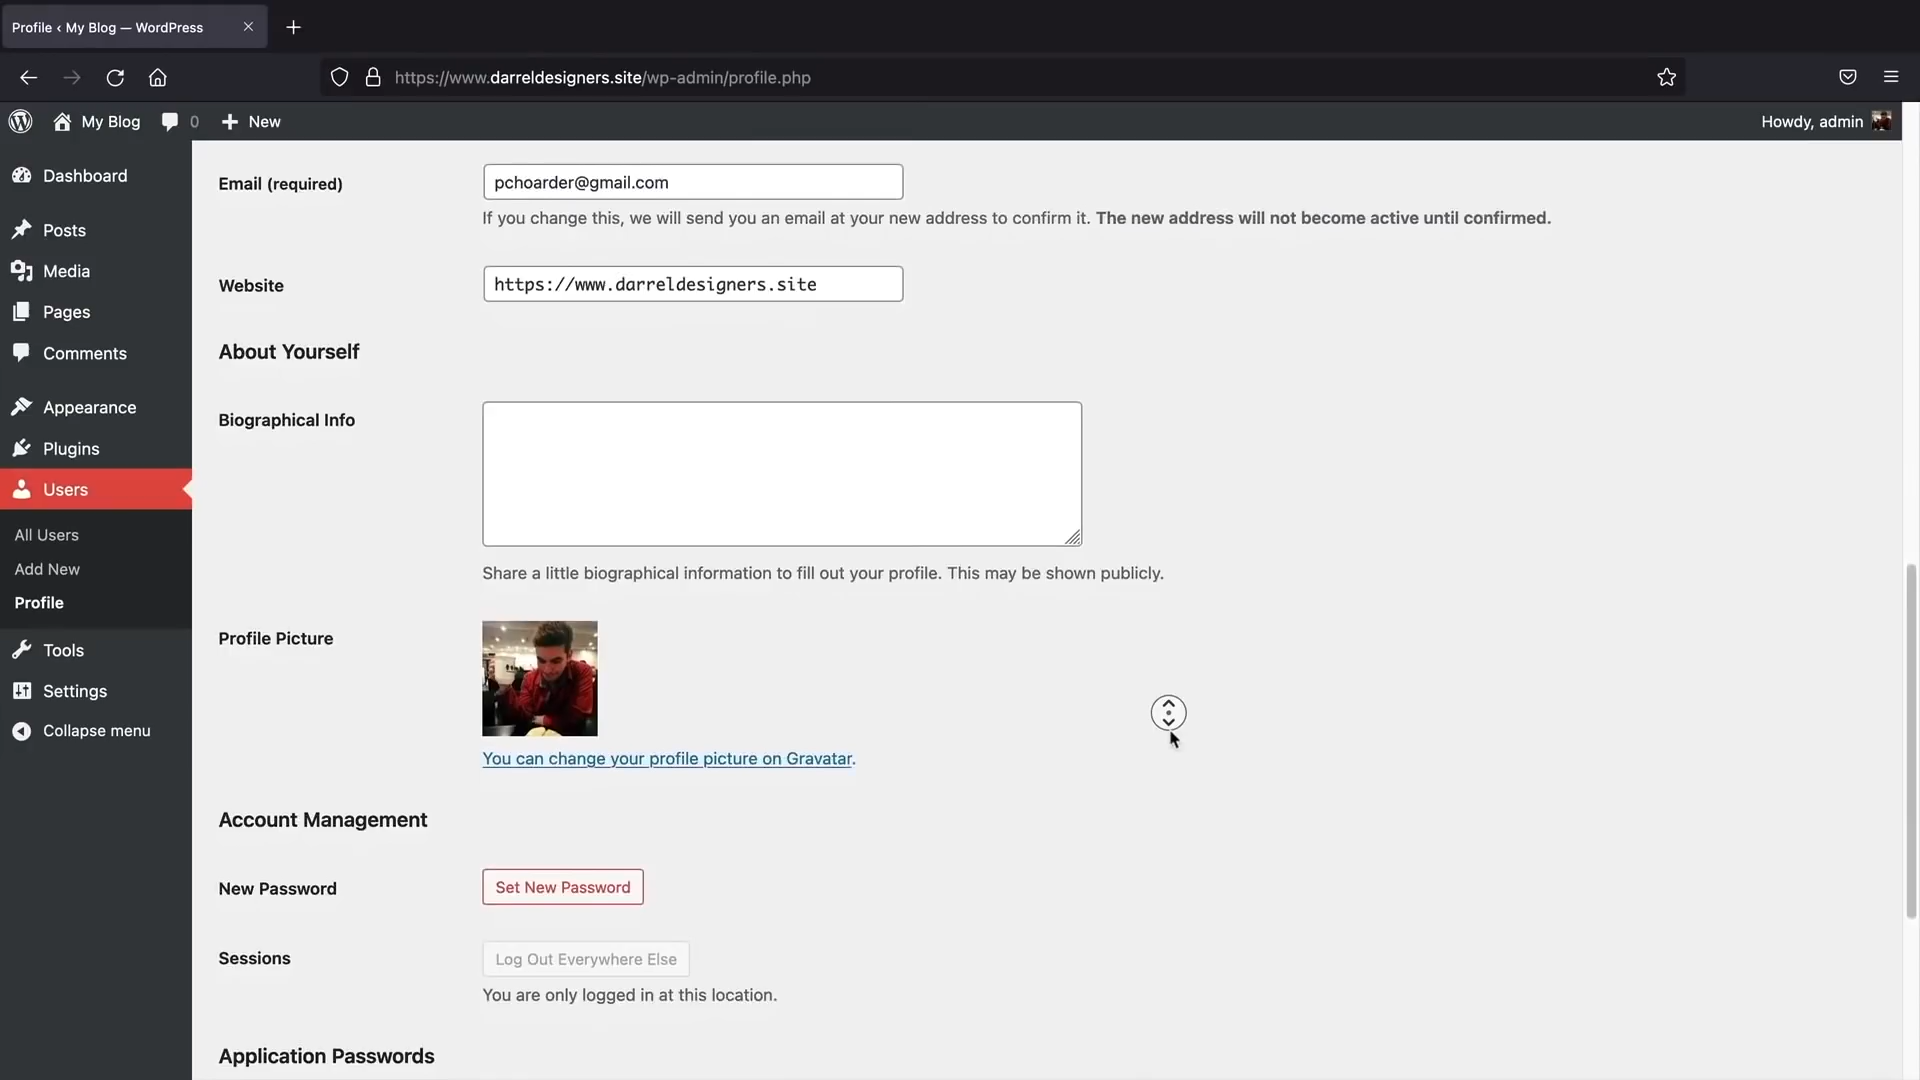 Profile ‹ My Blog — WordPress
https://www.darreldesigners.site/wp-admin/profile.php
My Blog
0
New
Howdy, admin
Dashboard
Posts
Media
Pages
Comments
Appearance
Plugins
Users
All Users
Add New
Profile
Tools
Settings
Collapse menu
Email (required)
pchoarder@gmail.com
If you change this, we will send you an email at your new address to confirm it. The new address will not become active until confirmed.
Website
https://www.darreldesigners.site
About Yourself
Biographical Info
Share a little biographical information to fill out your profile. This may be shown publicly.
Profile Picture
You can change your profile picture on Gravatar.
Account Management
New Password
Set New Password
Sessions
Log Out Everywhere Else
You are only logged in at this location.
Application Passwords